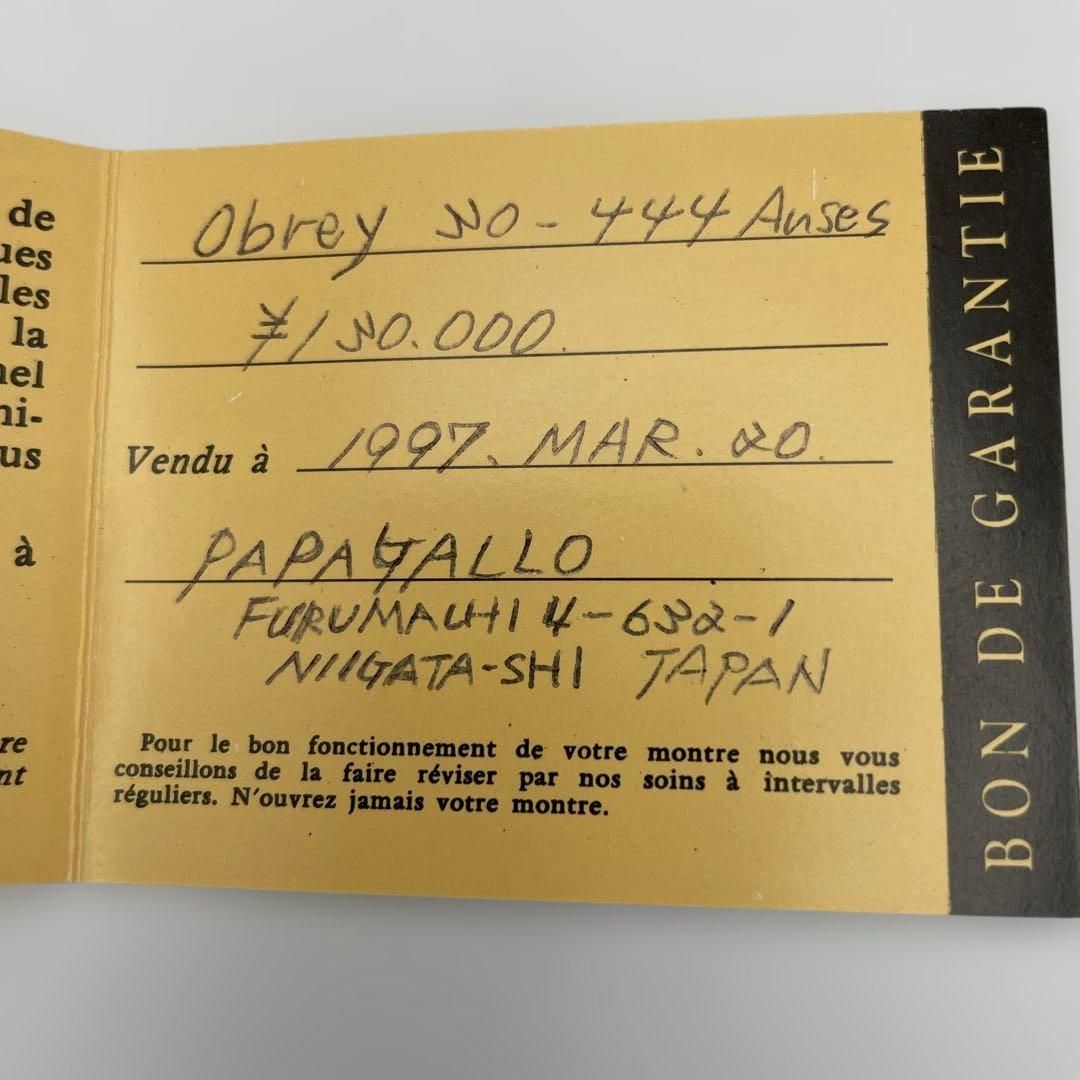 de
ues
les
la
nel
ni-
us
à
re
nt
Obrey NO - 444 Anses
¥150.000.
Vendu à 1997. MAR. 20.
PAPAGALLO
FURUMACHI 4-632-1
NIIGATA-SHI JAPAN
Pour le bon fonctionnement de votre montre nous vous
conseillons de la faire réviser par nos soins à intervalles
réguliers. N'ouvrez jamais votre montre.
BON DE GARANTIE